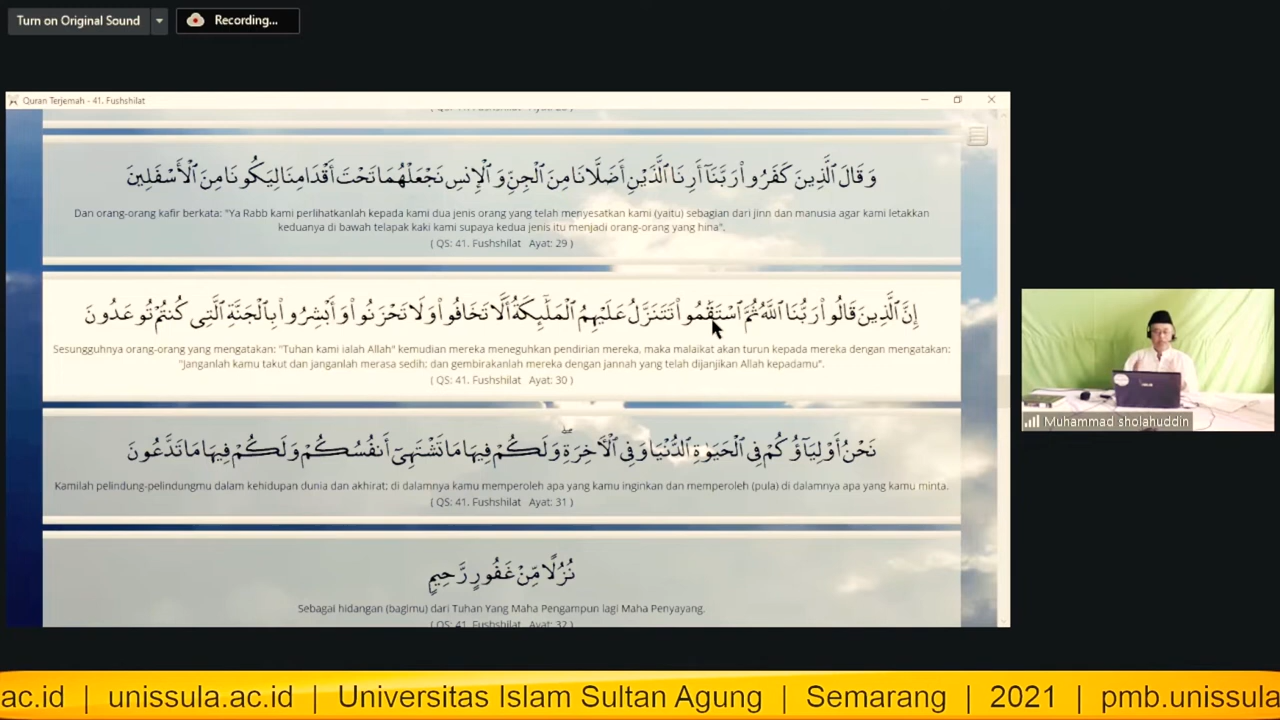 Turn on Original Sound
Recording...
Quran Terjemah - 41. Fushshilat
وَقَالَ ٱلَّذِينَ كَفَرُوا۟ رَبَّنَآ أَرِنَا ٱلَّذَيْنِ أَضَلَّانَا مِنَ ٱلْجِنِّ وَٱلْإِنسِ نَجْعَلْهُمَا تَحْتَ أَقْدَامِنَا لِيَكُونَا مِنَ ٱلْأَسْفَلِينَ
Dan orang-orang kafir berkata: "Ya Rabb kami perlihatkanlah kepada kami dua jenis orang yang telah menyesatkan kami (yaitu) sebagian dari jinn dan manusia agar kami letakkan
keduanya di bawah telapak kaki kami supaya kedua jenis itu menjadi orang-orang yang hina".
( QS: 41. Fushshilat Ayat: 29 )
إِنَّ ٱلَّذِينَ قَالُوا۟ رَبُّنَا ٱللَّهُ ثُمَّ ٱسْتَقَٰمُوا۟ تَتَنَزَّلُ عَلَيْهِمُ ٱلْمَلَٰٓئِكَةُ أَلَّا تَخَافُوا۟ وَلَا تَحْزَنُوا۟ وَأَبْشِرُوا۟ بِٱلْجَنَّةِ ٱلَّتِى كُنتُمْ تُوعَدُونَ
Sesungguhnya orang-orang yang mengatakan: "Tuhan kami ialah Allah" kemudian mereka meneguhkan pendirian mereka, maka malaikat akan turun kepada mereka dengan mengatakan:
"Janganlah kamu takut dan janganlah merasa sedih; dan gembirakanlah mereka dengan jannah yang telah dijanjikan Allah kepadamu".
( QS: 41. Fushshilat Ayat: 30 )
نَحْنُ أَوْلِيَآؤُكُمْ فِى ٱلْحَيَوٰةِ ٱلدُّنْيَا وَفِى ٱلْءَاخِرَةِ ۖ وَلَكُمْ فِيهَا مَا تَشْتَهِىٓ أَنفُسُكُمْ وَلَكُمْ فِيهَا مَا تَدَّعُونَ
Kamilah pelindung-pelindungmu dalam kehidupan dunia dan akhirat; di dalamnya kamu memperoleh apa yang kamu inginkan dan memperoleh (pula) di dalamnya apa yang kamu minta.
( QS: 41. Fushshilat Ayat: 31 )
نُزُلًا مِّنْ غَفُورٍ رَّحِيمٍ
Sebagai hidangan (bagimu) dari Tuhan Yang Maha Pengampun lagi Maha Penyayang.
( QS: 41. Fushshilat Ayat: 32 )
Muhammad sholahuddin
ac.id | unissula.ac.id | Universitas Islam Sultan Agung | Semarang | 2021 | pmb.unissula